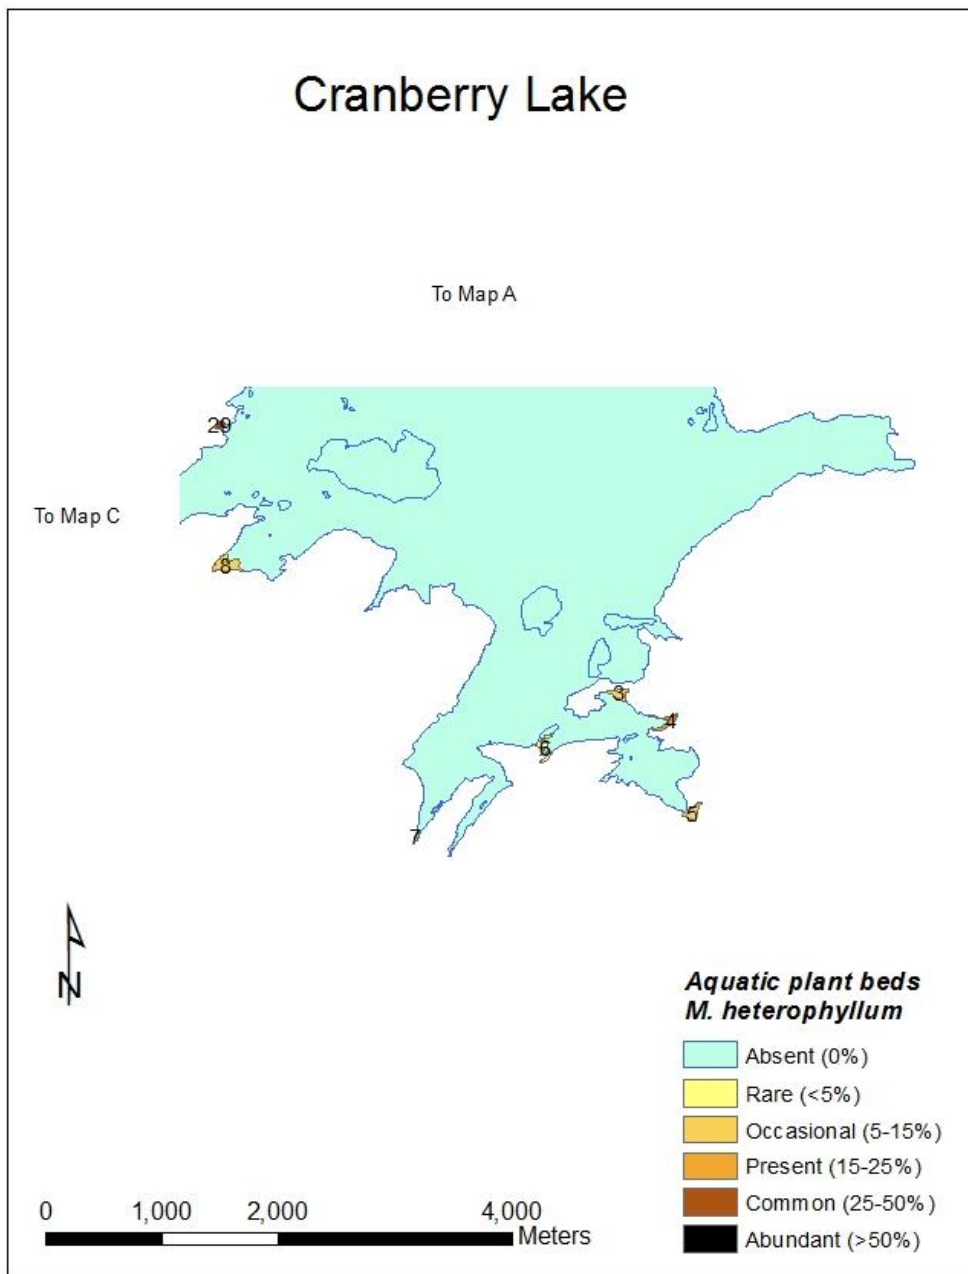 Cranberry Lake
To Map A
29
To Map C
8
3
4
6
5
7
N
Aquatic plant beds
M. heterophyllum
Absent (0%)
Rare (<5%)
Occasional (5-15%)
Present (15-25%)
Common (25-50%)
Abundant (>50%)
0 1,000 2,000 4,000
Meters